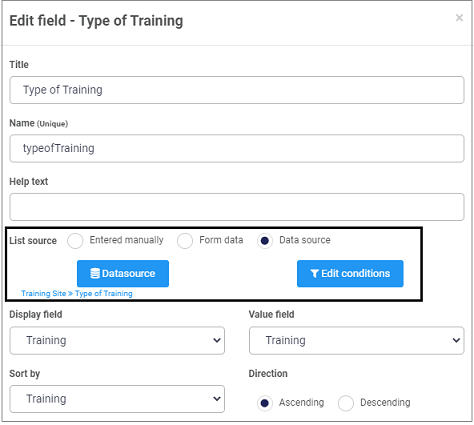 Edit field - Type of Training ×
Title
Type of Training
Name (Unique)
typeofTraining
Help text
List source Entered manually Form data Data source
Datasource Edit conditions
Training Site » Type of Training
Display field Value field
Training Training
Sort by Direction
Training Ascending Descending